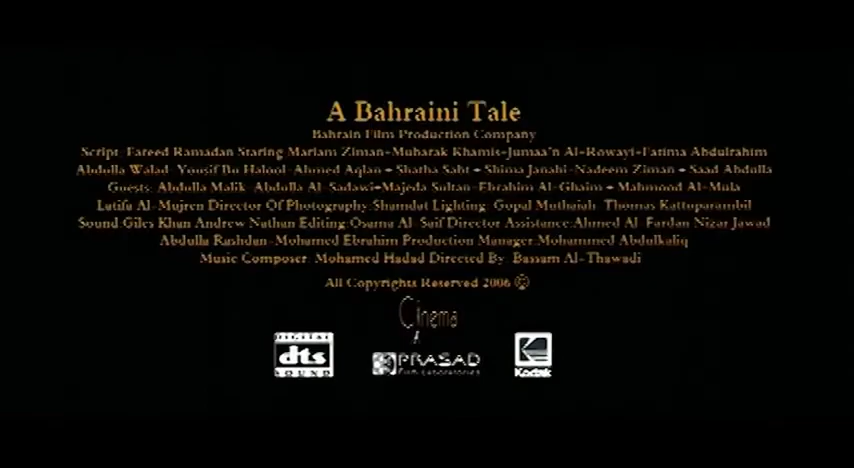 A Bahraini Tale
Bahrain Film Production Company
Script: Fareed Ramadan Staring Mariam Ziman-Mubarak Khamis-Jumaa'n Al-Rowayi-Fatima Abdulrahim
Abdulla Walad- Yousif Bu Halool-Ahmed Aqlan • Shatha Sabt • Shima Janahi-Nadeem Ziman • Saad Abdulla
Guests: Abdulla Malik-Abdulla Al-Sadawi-Majeda Sultan-Ebrahim Al-Ghaim • Mahmood Al-Mula
Lutifa Al-Mujren Director Of Photography:Shamdat Lighting: Gopal Muthaiah- Thomas Kattoparambil
Sound:Giles Khan Andrew Nathan Editing:Osama Al-Saif Director Assistance:Ahmed Al-Fardan Nizar Jawad
Abdulla Rashdan-Mohamed Ebrahim Production Manager:Mohammed Abdulkaliq
Music Composer: Mohamed Hadad Directed By: Bassam Al-Thawadi
All Copyrights Reserved 2006 ©
Cinema
DIGITAL
dts
SOUND
PRASAD
Film Laboratories
Kodak